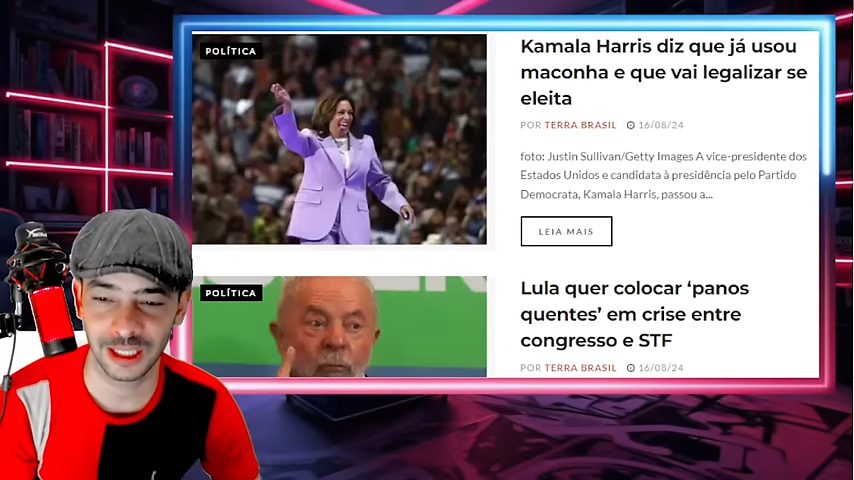 POLÍTICA
Kamala Harris diz que já usou
maconha e que vai legalizar se
eleita
POR TERRA BRASIL 16/08/24
foto: Justin Sullivan/Getty Images A vice-presidente dos
Estados Unidos e candidata à presidência pelo Partido
Democrata, Kamala Harris, passou a...
LEIA MAIS
POLÍTICA
Lula quer colocar ‘panos
quentes’ em crise entre
congresso e STF
POR TERRA BRASIL 16/08/24